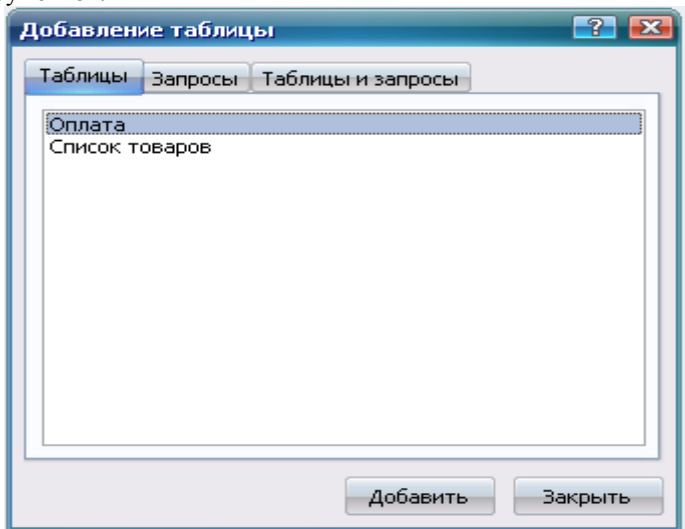 Добавление таблицы
Таблицы Запросы Таблицы и запросы
Оплата
Список товаров
Добавить Закрыть